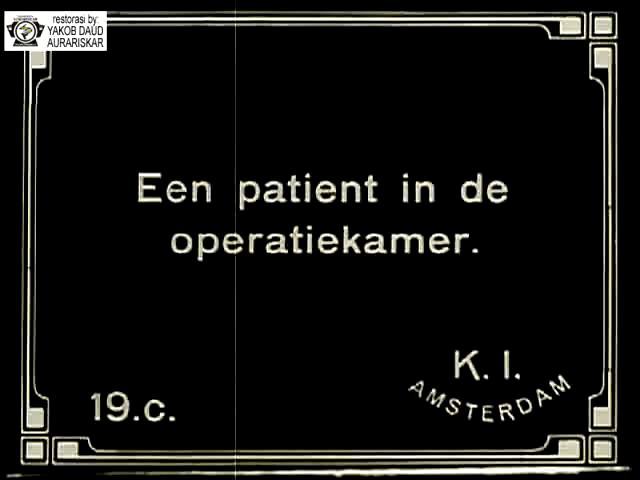 restorasi by:
YAKOB DAUD
AURARISKAR
Een patient in de
operatiekamer.
19.c.
K. I.
AMSTERDAM